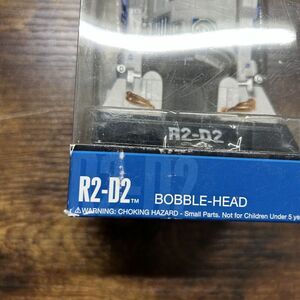 R2-D2
R2-D2™ BOBBLE-HEAD
⚠WARNING: CHOKING HAZARD - Small Parts. Not for Children Under 5 ye